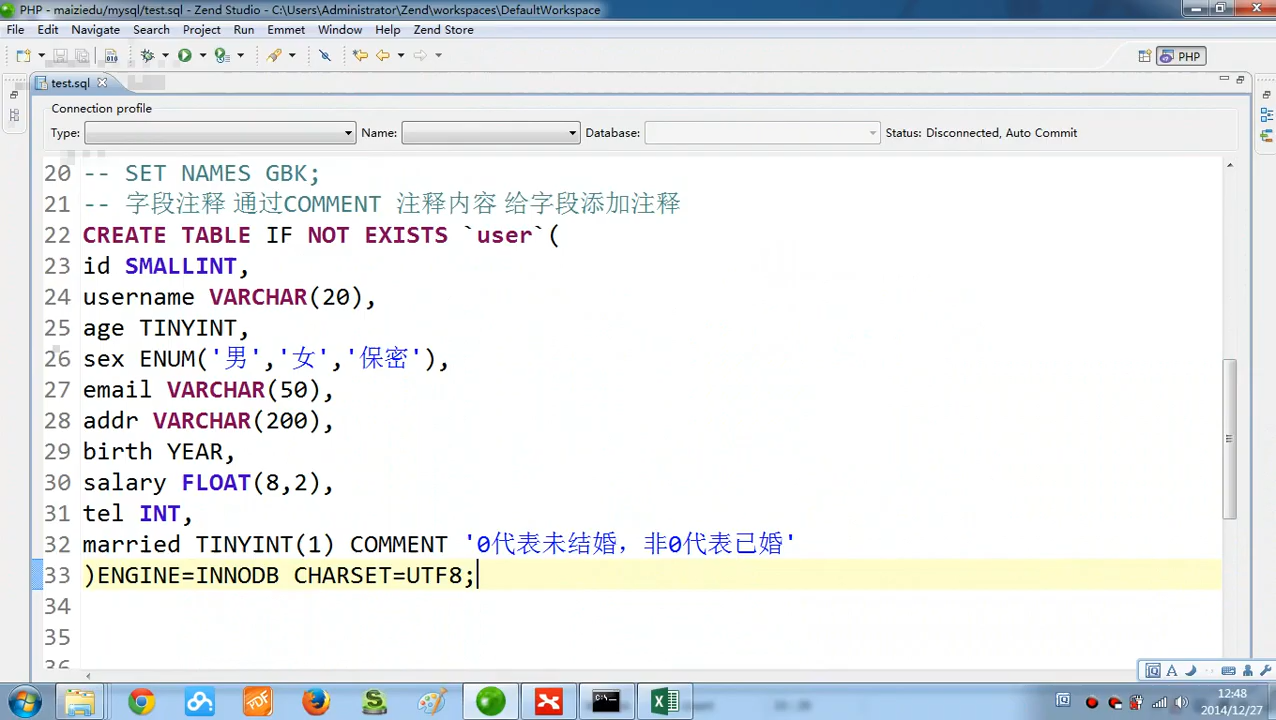 PHP - maiziedu/mysql/test.sql - Zend Studio - C:\Users\Administrator\Zend\workspaces\DefaultWorkspace
File Edit Navigate Search Project Run Emmet Window Help Zend Store
PHP
test.sql
Connection profile
Type: Name: Database: Status: Disconnected, Auto Commit
20 -- SET NAMES GBK;
21 -- 字段注释 通过COMMENT 注释内容 给字段添加注释
22 CREATE TABLE IF NOT EXISTS `user`(
23 id SMALLINT,
24 username VARCHAR(20),
25 age TINYINT,
26 sex ENUM('男','女','保密'),
27 email VARCHAR(50),
28 addr VARCHAR(200),
29 birth YEAR,
30 salary FLOAT(8,2),
31 tel INT,
32 married TINYINT(1) COMMENT '0代表未结婚，非0代表已婚'
33 )ENGINE=INNODB CHARSET=UTF8;
34
35
36
12:48
2014/12/27